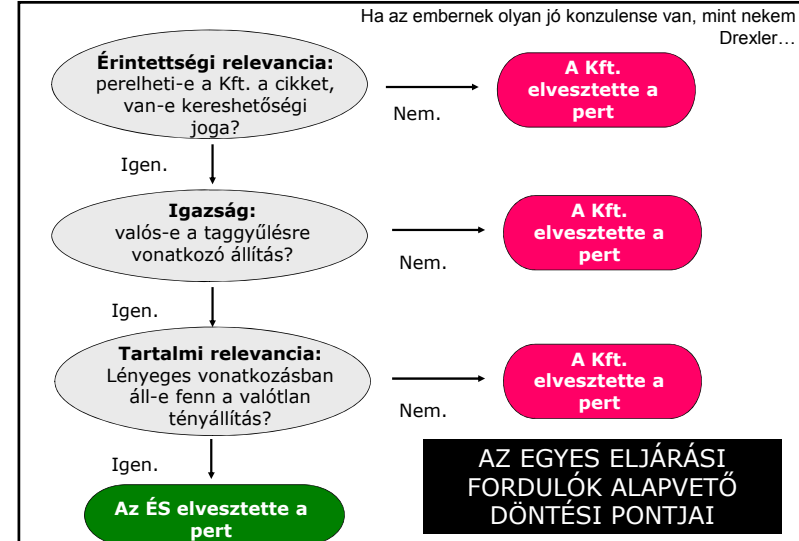 Ha az embernek olyan jó konzulense van, mint nekem
Drexler…
Érintettségi relevancia:
perelheti-e a Kft. a cikket,
van-e kereshetőségi
joga?
Nem.
A Kft.
elvesztette a
pert
Igen.
Igazság:
valós-e a taggyűlésre
vonatkozó állítás?
Nem.
A Kft.
elvesztette a
pert
Igen.
Tartalmi relevancia:
Lényeges vonatkozásban
áll-e fenn a valótlan
tényállítás?
Nem.
A Kft.
elvesztette a
pert
Igen.
Az ÉS elvesztette a
pert
AZ EGYES ELJÁRÁSI
FORDULÓK ALAPVETŐ
DÖNTÉSI PONTJAI